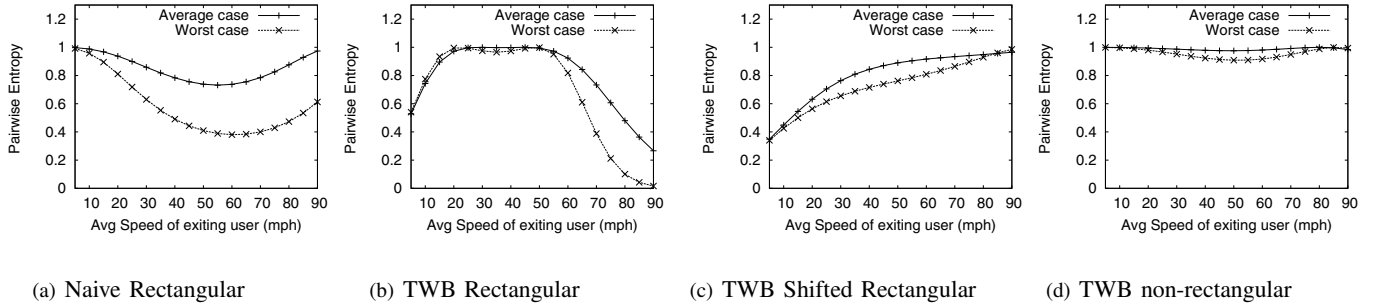 Pairwise Entropy
1.2
1
0.8
0.6
0.4
0.2
0
Average case
Worst case
10 20 30 40 50 60 70 80 90
Avg Speed of exiting user (mph)
(a) Naive Rectangular
Pairwise Entropy
1.2
1
0.8
0.6
0.4
0.2
0
Average case
Worst case
10 20 30 40 50 60 70 80 90
Avg Speed of exiting user (mph)
(b) TWB Rectangular
Pairwise Entropy
1.2
1
0.8
0.6
0.4
0.2
0
Average case
Worst case
10 20 30 40 50 60 70 80 90
Avg Speed of exiting user (mph)
(c) TWB Shifted Rectangular
Pairwise Entropy
1.2
1
0.8
0.6
0.4
0.2
0
Average case
Worst case
10 20 30 40 50 60 70 80 90
Avg Speed of exiting user (mph)
(d) TWB non-rectangular